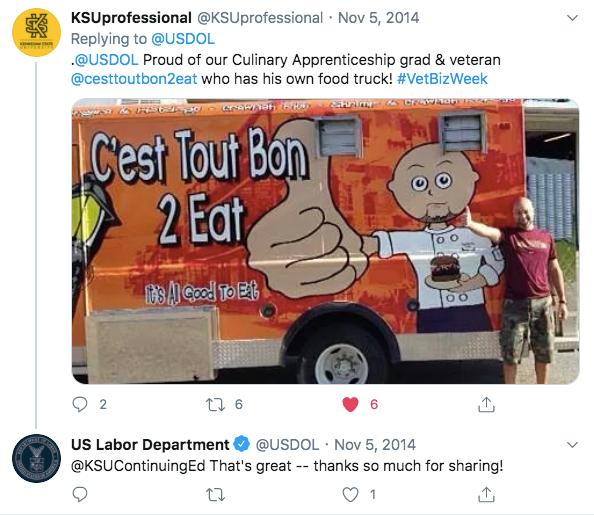 KSUprofessional @KSUprofessional · Nov 5, 2014
Replying to @USDOL
.@USDOL Proud of our Culinary Apprenticeship grad & veteran
@cesttoutbon2eat who has his own food truck! #VetBizWeek
C'est Tout Bon
2 Eat
It's Al Good To Eat
2
6
6
US Labor Department @USDOL · Nov 5, 2014
@KSUContinuingEd That's great -- thanks so much for sharing!
1